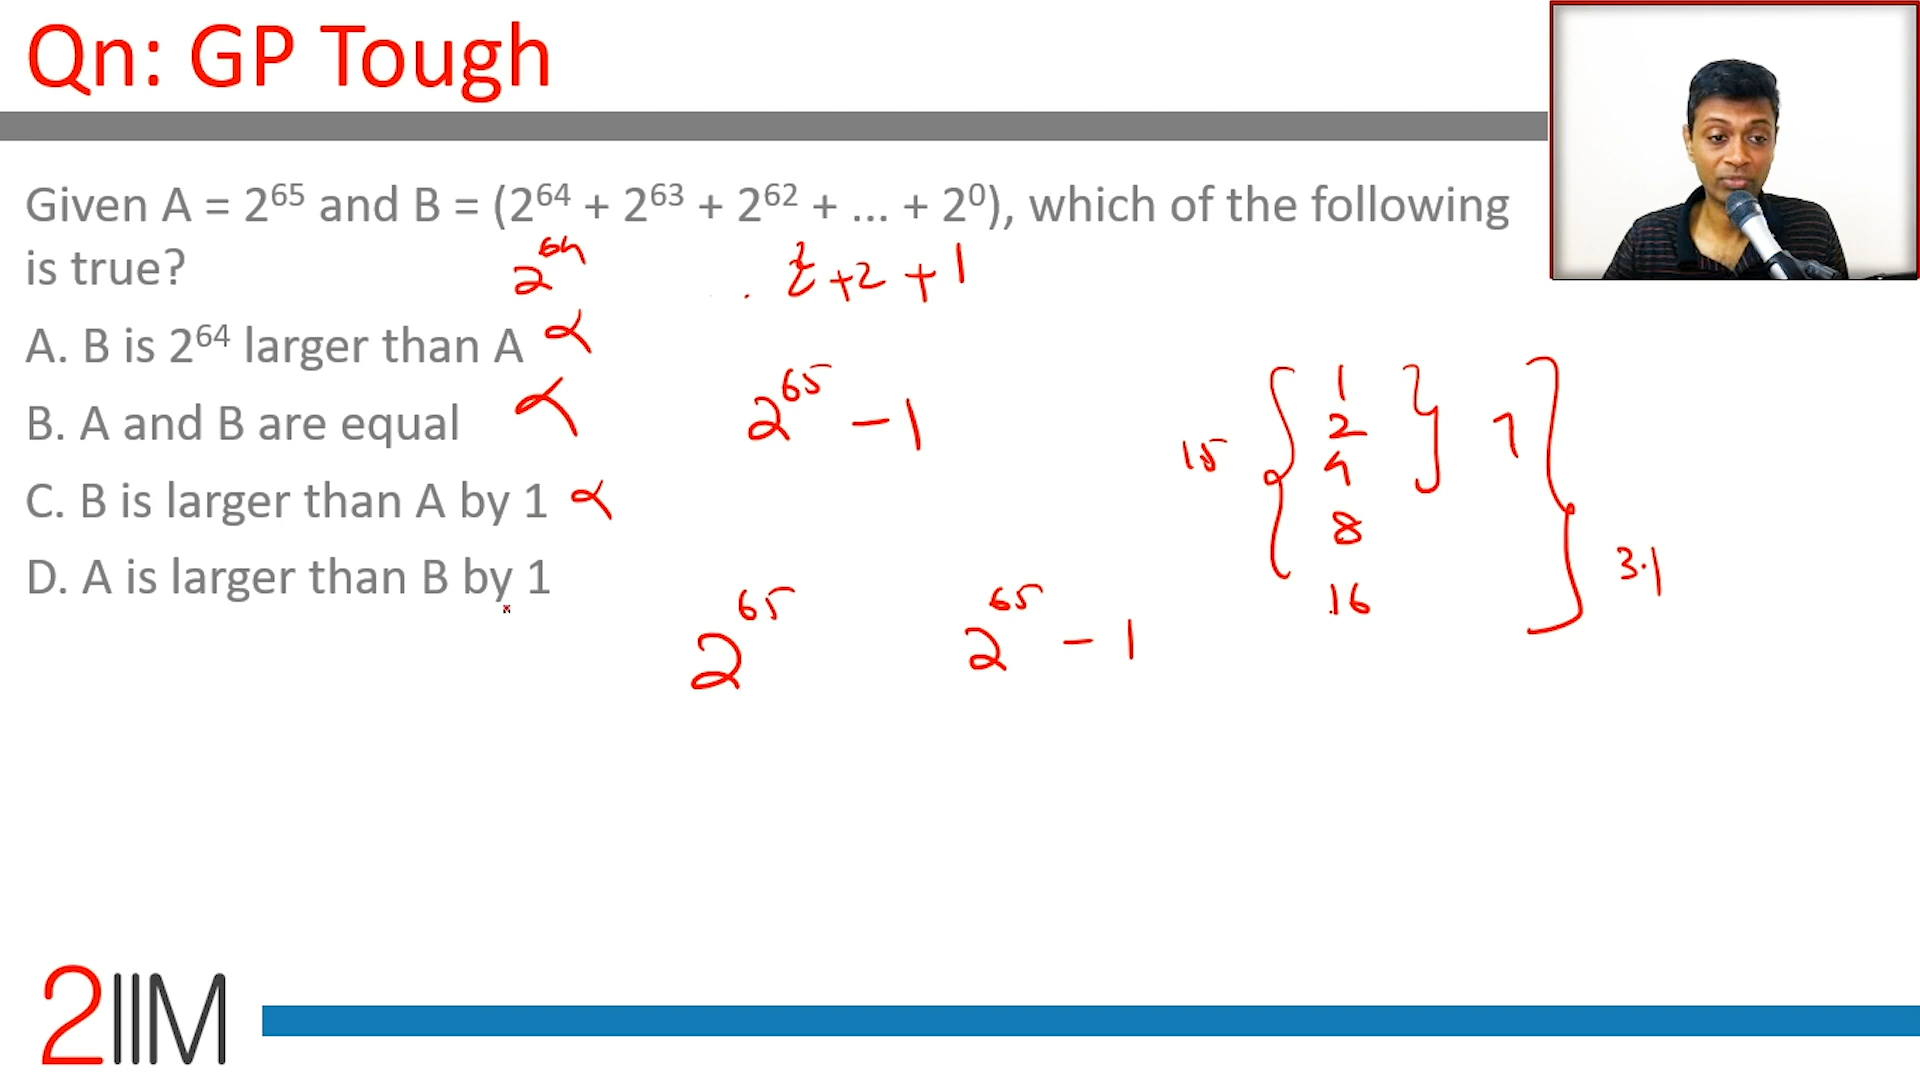 Qn: GP Tough
Given A = 2⁶⁵ and B = (2⁶⁴ + 2⁶³ + 2⁶² + ... + 2⁰), which of the following
is true?
2⁶⁴ . 2² + 2 + 1
A. B is 2⁶⁴ larger than A
B. A and B are equal
2⁶⁵ - 1
C. B is larger than A by 1
D. A is larger than B by 1
2⁶⁵ 2⁶⁵ - 1
1
2
4
8
16
7
15
31
2IIM